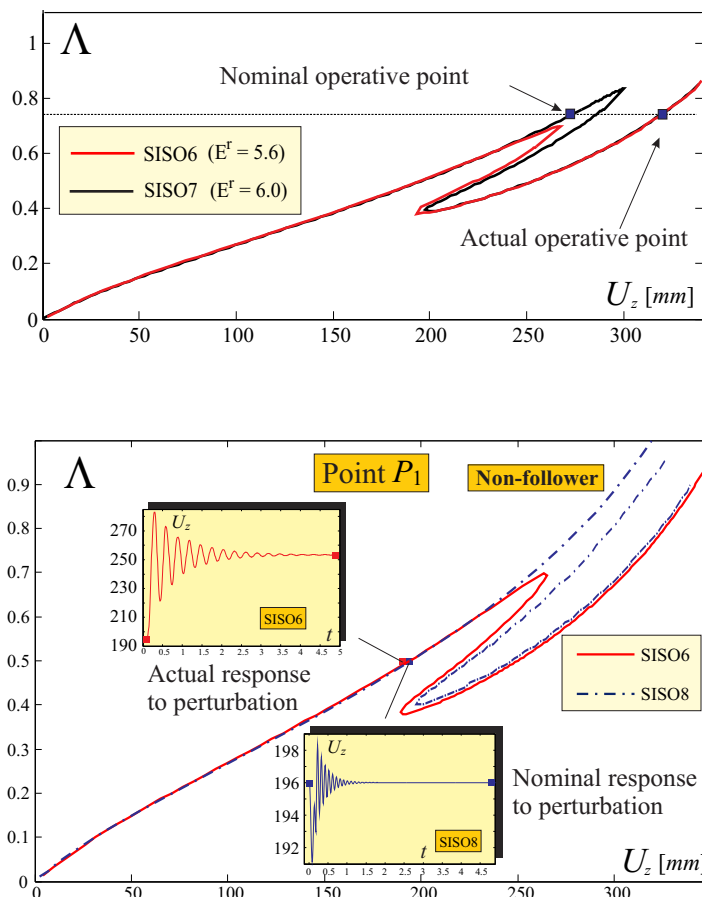 Λ
1
0.8
0.6
0.4
0.2
0
Nominal operative point
SISO6 (Eʳ = 5.6)
SISO7 (Eʳ = 6.0)
Actual operative point
U_z [mm]
0 50 100 150 200 250 300
Λ
0.9
0.8
0.7
0.6
0.5
0.4
0.3
0.2
0.1
0
Point P₁
Non-follower
U_z
270
250
230
210
190
SISO6
t
0 0.5 1 1.5 2 2.5 3 3.5 4 4.5 5
Actual response
to perturbation
SISO6
SISO8
U_z
198
196
194
192
SISO8
t
0 0.5 1 1.5 2 2.5 3 3.5 4 4.5
Nominal response
to perturbation
U_z [mm]
0 50 100 150 200 250 300